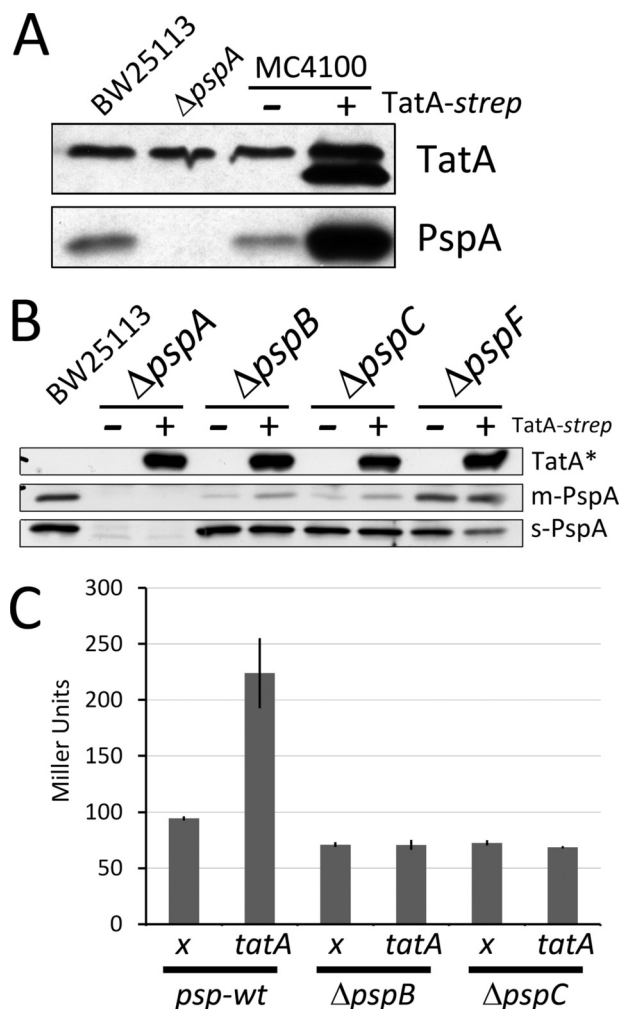 A
BW25113
ΔpspA
MC4100
- +
TatA-strep
TatA
PspA
B
BW25113
ΔpspA
ΔpspB
ΔpspC
ΔpspF
- + - + - + - +
TatA-strep
TatA*
m-PspA
s-PspA
C
Miller Units
300
250
200
150
100
50
0
x tatA x tatA x tatA
psp-wt ΔpspB ΔpspC